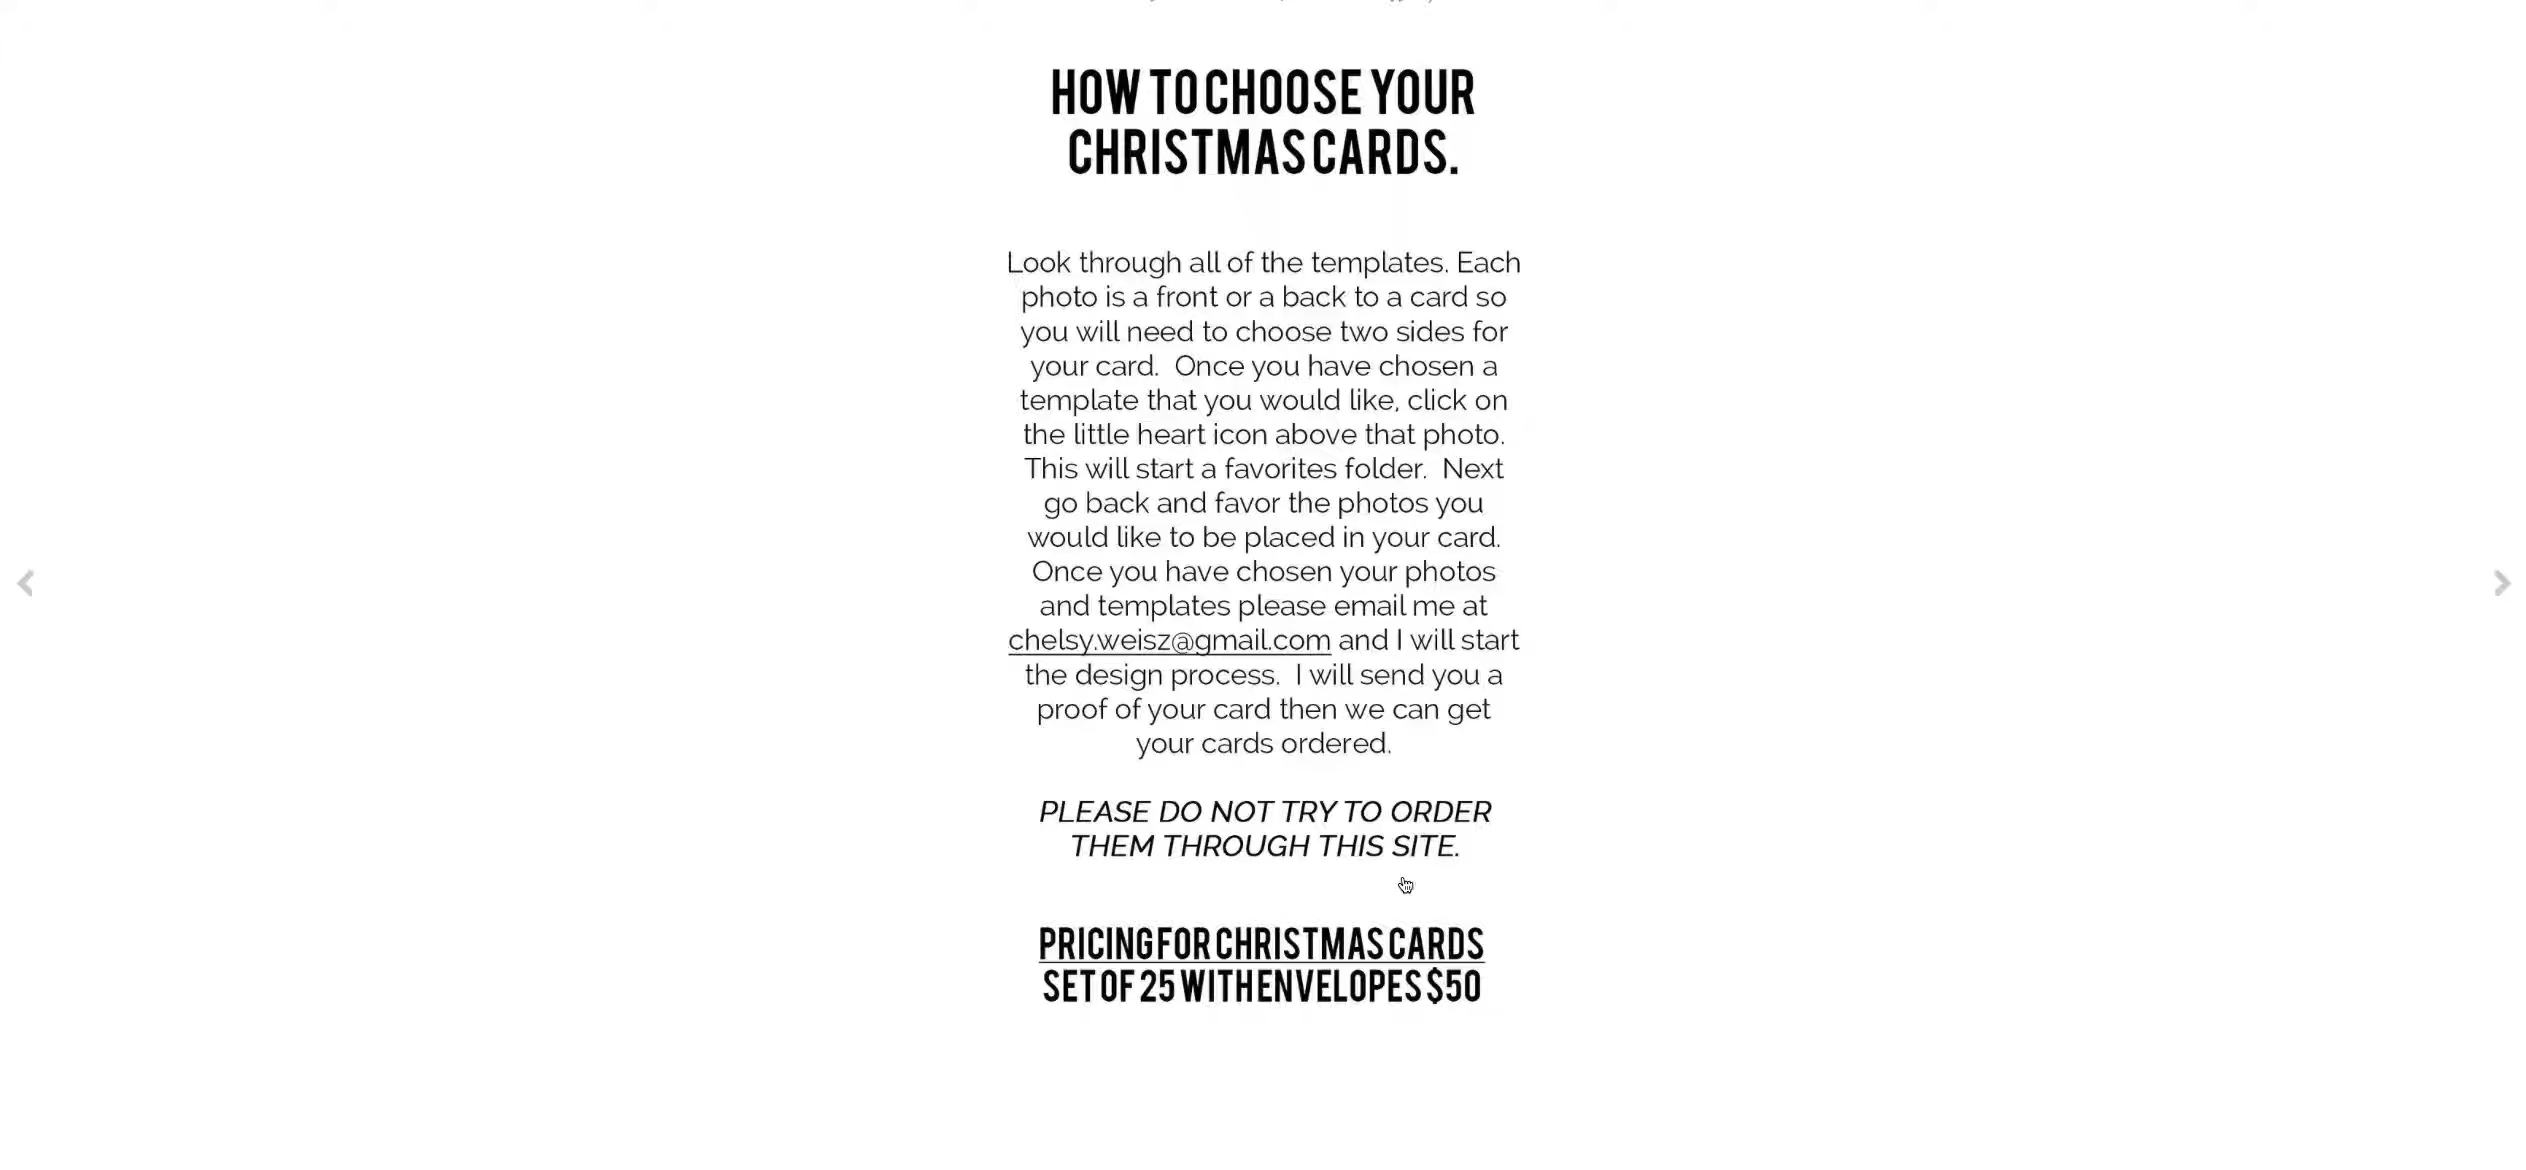 HOW TO CHOOSE YOUR
CHRISTMAS CARDS.
Look through all of the templates. Each
photo is a front or a back to a card so
you will need to choose two sides for
your card. Once you have chosen a
template that you would like, click on
the little heart icon above that photo.
This will start a favorites folder. Next
go back and favor the photos you
would like to be placed in your card.
Once you have chosen your photos
and templates please email me at
chelsy.weisz@gmail.com and I will start
the design process. I will send you a
proof of your card then we can get
your cards ordered.
PLEASE DO NOT TRY TO ORDER
THEM THROUGH THIS SITE.
PRICING FOR CHRISTMAS CARDS
SET OF 25 WITH ENVELOPES $50